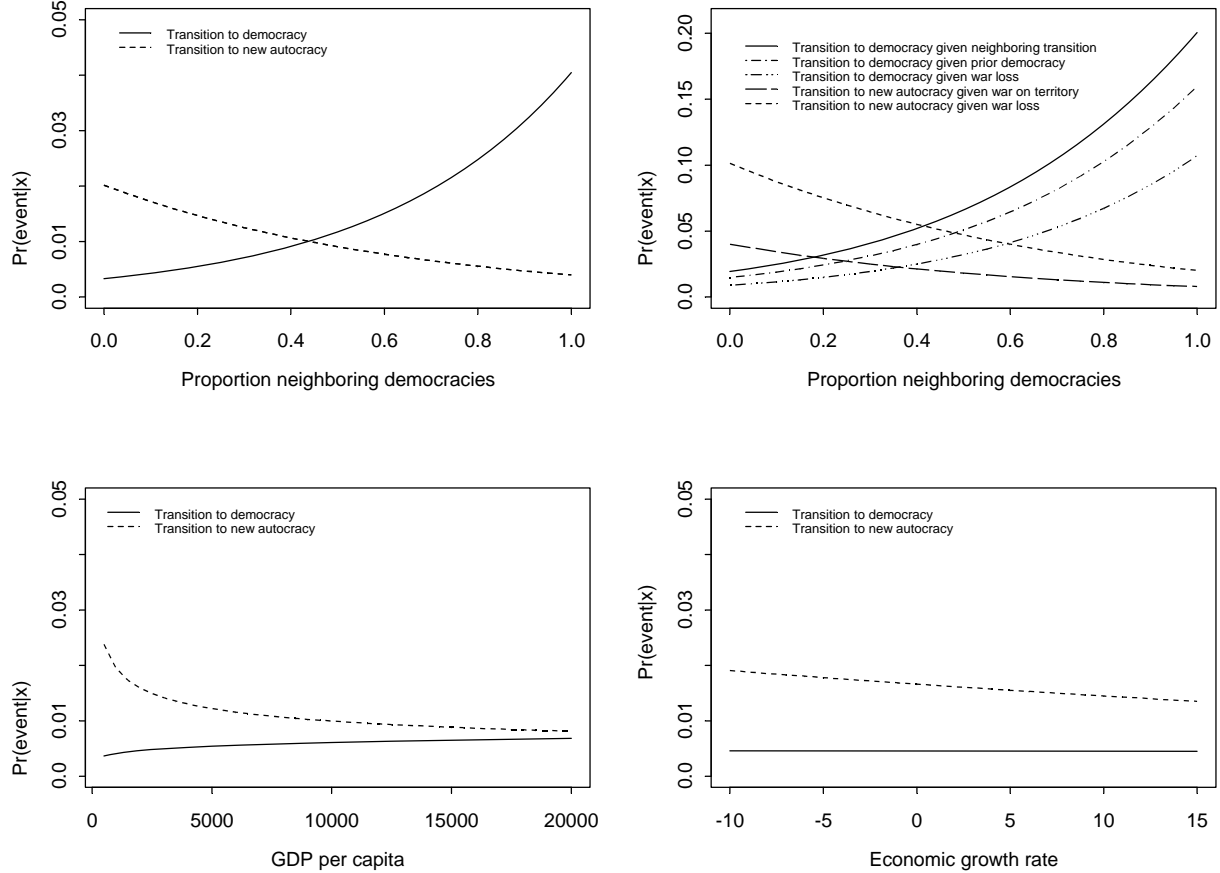 0.05
0.03
0.01
0.0
Pr(event|x)
Transition to democracy
Transition to new autocracy
0.0 0.2 0.4 0.6 0.8 1.0
Proportion neighboring democracies
0.20
0.15
0.10
0.05
0.0
Pr(event|x)
Transition to democracy given neighboring transition
Transition to democracy given prior democracy
Transition to democracy given war loss
Transition to new autocracy given war on territory
Transition to new autocracy given war loss
0.0 0.2 0.4 0.6 0.8 1.0
Proportion neighboring democracies
0.05
0.03
0.01
0.0
Pr(event|x)
Transition to democracy
Transition to new autocracy
0 5000 10000 15000 20000
GDP per capita
0.05
0.03
0.01
0.0
Pr(event|x)
Transition to democracy
Transition to new autocracy
-10 -5 0 5 10 15
Economic growth rate